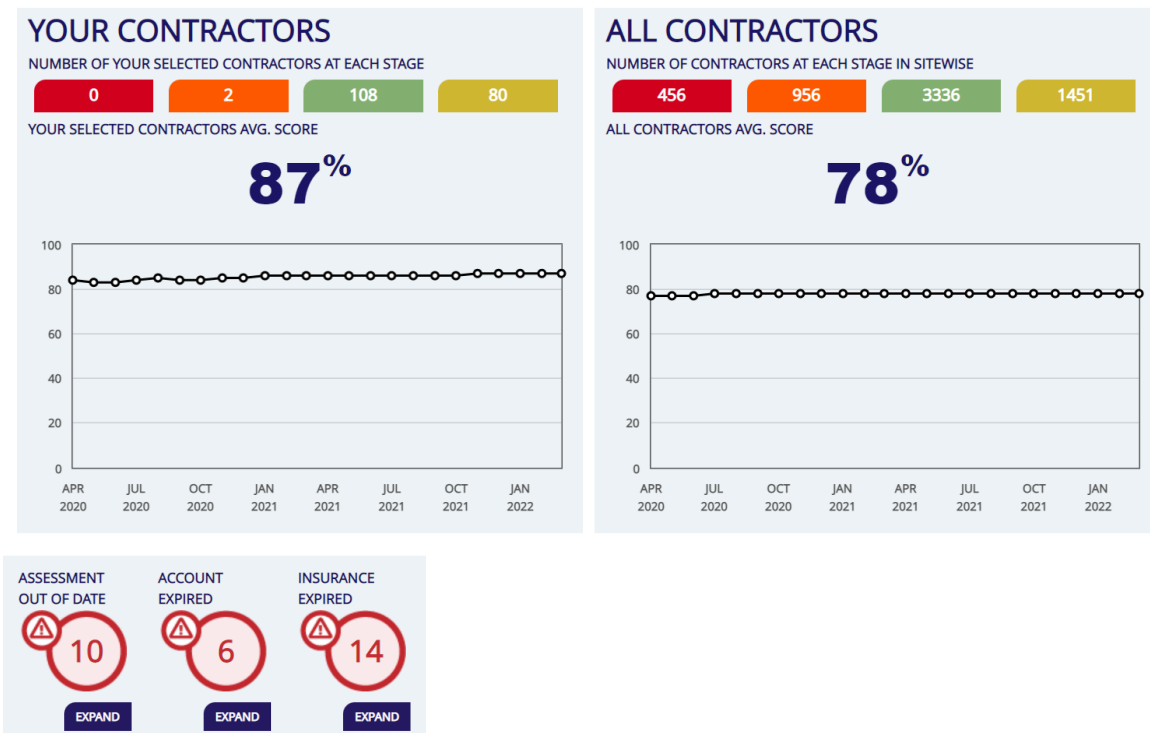 YOUR CONTRACTORS
NUMBER OF YOUR SELECTED CONTRACTORS AT EACH STAGE
0 2 108 80
YOUR SELECTED CONTRACTORS AVG. SCORE
87%
100
80
60
40
20
0
APR JUL OCT JAN APR JUL OCT JAN
2020 2020 2020 2021 2021 2021 2021 2022
ALL CONTRACTORS
NUMBER OF CONTRACTORS AT EACH STAGE IN SITEWISE
456 956 3336 1451
ALL CONTRACTORS AVG. SCORE
78%
100
80
60
40
20
0
APR JUL OCT JAN APR JUL OCT JAN
2020 2020 2020 2021 2021 2021 2021 2022
ASSESSMENT
OUT OF DATE
10
EXPAND
ACCOUNT
EXPIRED
6
EXPAND
INSURANCE
EXPIRED
14
EXPAND